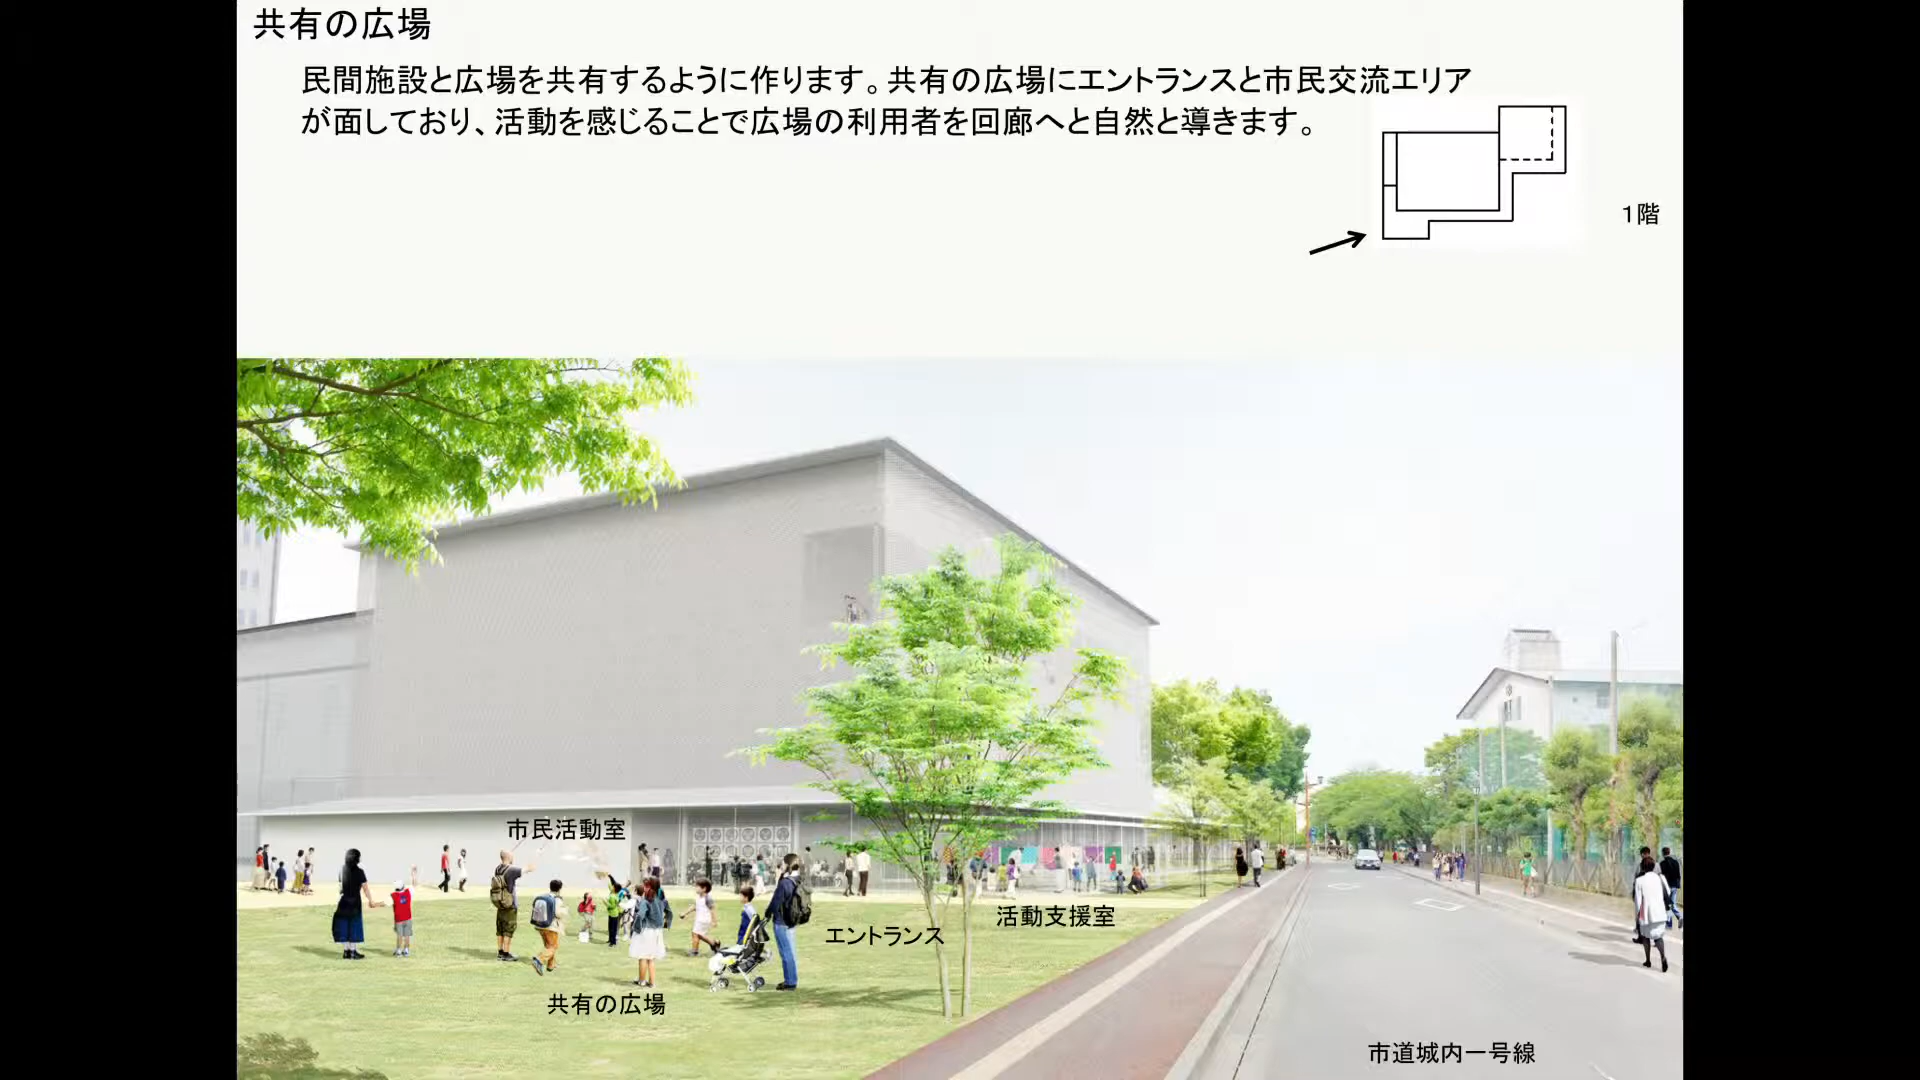 共有の広場
民間施設と広場を共有するように作ります。共有の広場にエントランスと市民交流エリア
が面しており、活動を感じることで広場の利用者を回廊へと自然と導きます。
1階
市民活動室
活動支援室
エントランス
共有の広場
市道城内一号線